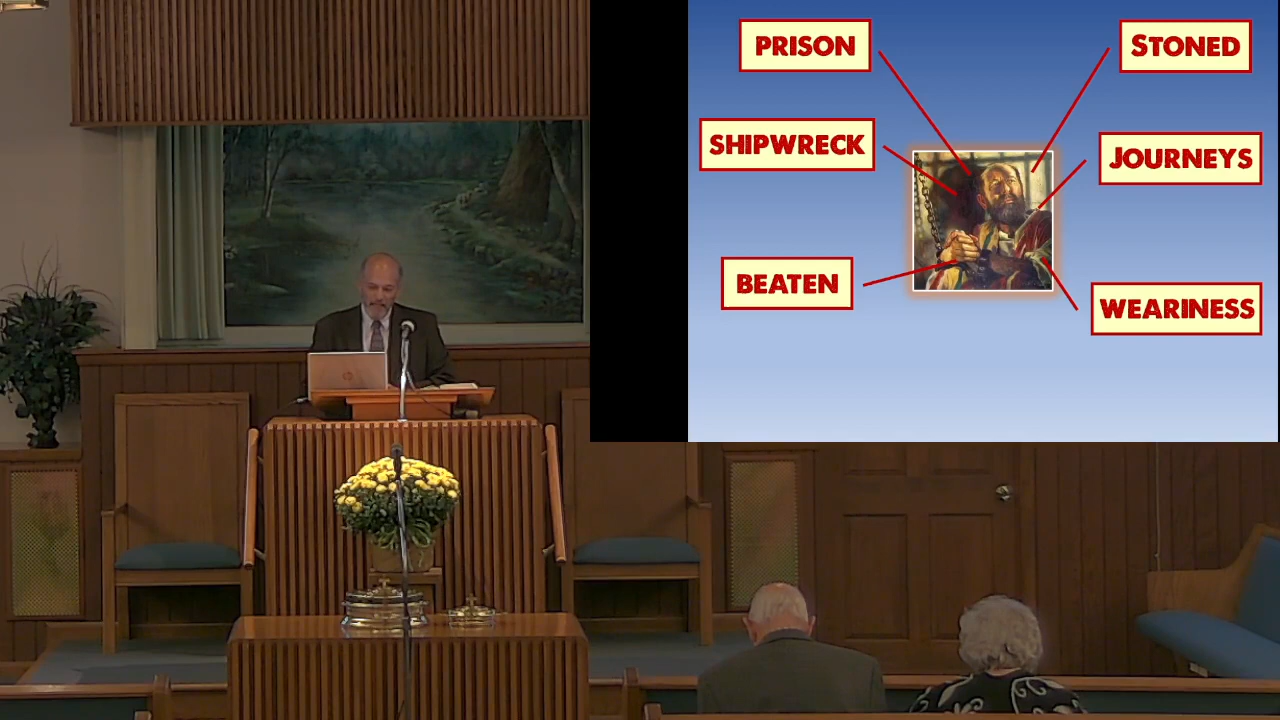 PRISON
STONED
SHIPWRECK
JOURNEYS
BEATEN
WEARINESS